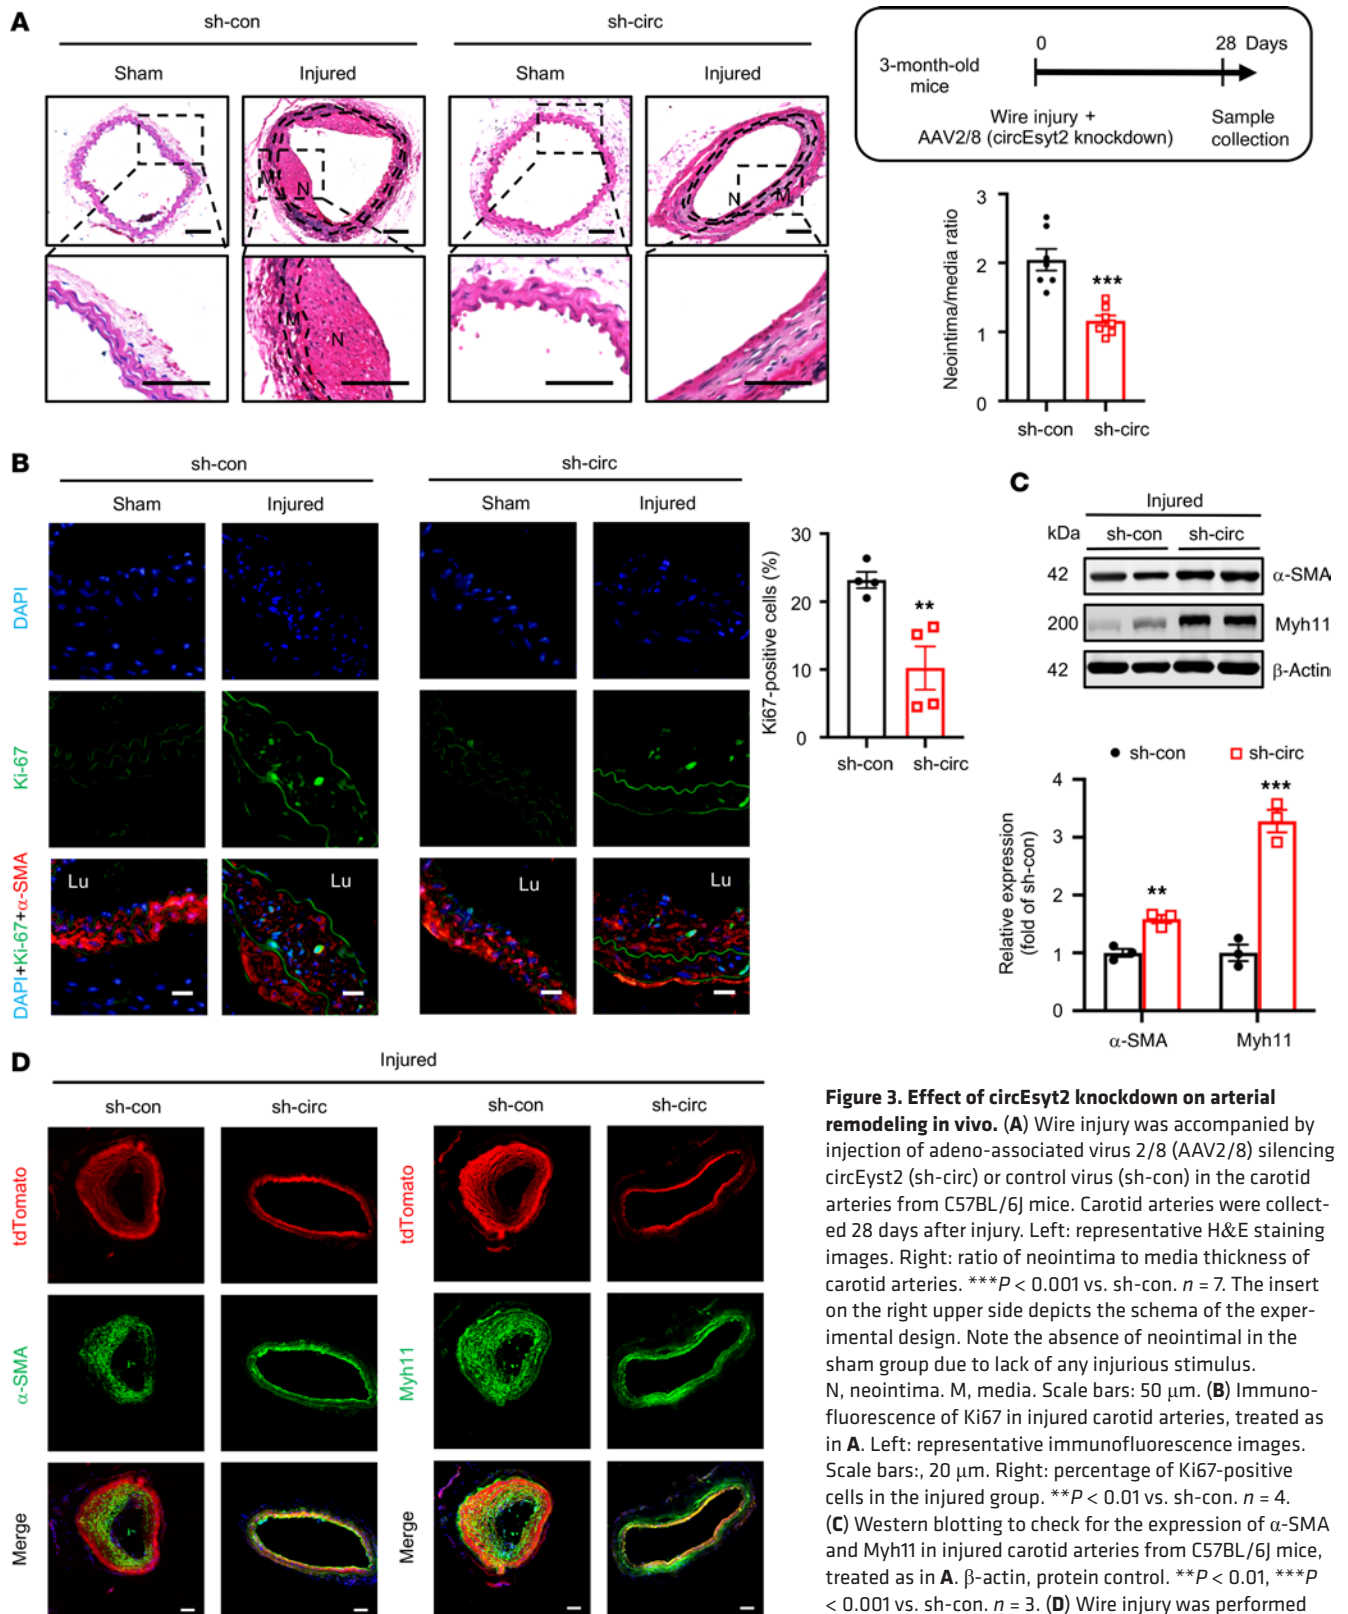 A
sh-con
sh-circ
Sham
Injured
Sham
Injured
M
N
N
M
M
N
3-month-old
mice
0
28 Days
Wire injury +
AAV2/8 (circEsyt2 knockdown)
Sample
collection
Neointima/media ratio
3
2
1
0
***
sh-con
sh-circ
B
sh-con
sh-circ
Sham
Injured
Sham
Injured
DAPI
Ki-67
DAPI+Ki-67+α-SMA
Lu
Lu
Lu
Lu
Ki67-positive cells (%)
30
20
10
0
**
sh-con
sh-circ
C
Injured
kDa
sh-con
sh-circ
42
α-SMA
200
Myh11
42
β-Actin
sh-con
sh-circ
Relative expression
(fold of sh-con)
4
3
2
1
0
**
***
α-SMA
Myh11
D
Injured
sh-con
sh-circ
sh-con
sh-circ
tdTomato
tdTomato
α-SMA
Myh11
Merge
Merge
Figure 3. Effect of circEsyt2 knockdown on arterial
remodeling in vivo. (A) Wire injury was accompanied by
injection of adeno-associated virus 2/8 (AAV2/8) silencing
circEyst2 (sh-circ) or control virus (sh-con) in the carotid
arteries from C57BL/6J mice. Carotid arteries were collect-
ed 28 days after injury. Left: representative H&E staining
images. Right: ratio of neointima to media thickness of
carotid arteries. ***P < 0.001 vs. sh-con. n = 7. The insert
on the right upper side depicts the schema of the exper-
imental design. Note the absence of neointimal in the
sham group due to lack of any injurious stimulus.
N, neointima. M, media. Scale bars: 50 μm. (B) Immuno-
fluorescence of Ki67 in injured carotid arteries, treated as
in A. Left: representative immunofluorescence images.
Scale bars:, 20 μm. Right: percentage of Ki67-positive
cells in the injured group. **P < 0.01 vs. sh-con. n = 4.
(C) Western blotting to check for the expression of α-SMA
and Myh11 in injured carotid arteries from C57BL/6J mice,
treated as in A. β-actin, protein control. **P < 0.01, ***P
< 0.001 vs. sh-con. n = 3. (D) Wire injury was performed